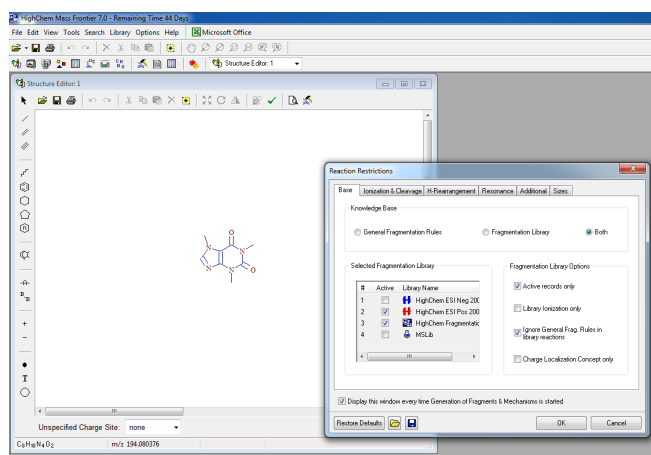 HighChem Mass Frontier 7.0 - Remaining Time 44 Days
File Edit View Tools Search Library Options Help Microsoft Office
Structure Editor: 1
Structure Editor: 1
Reaction Restrictions
Base Ionization & Cleavage H-Rearrangement Resonance Additional Sizes
Knowledge Base
General Fragmentation Rules Fragmentation Library Both
Selected Fragmentation Library Fragmentation Library Options
# Active Library Name
1 HighChem ESI Neg 200
2 HighChem ESI Pos 200
3 HighChem Fragmentatic
4 MSLib
Active records only
Library Ionization only
Ignore General Frag. Rules in
library reactions
Charge Localization Concept only
Display this window every time Generation of Fragments & Mechanisms is started
Restore Defaults OK Cancel
O
N N
N N O
T
Unspecified Charge Site: none
C8H10N4O2 m/z 194.080376